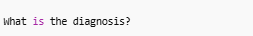 What is the diagnosis?